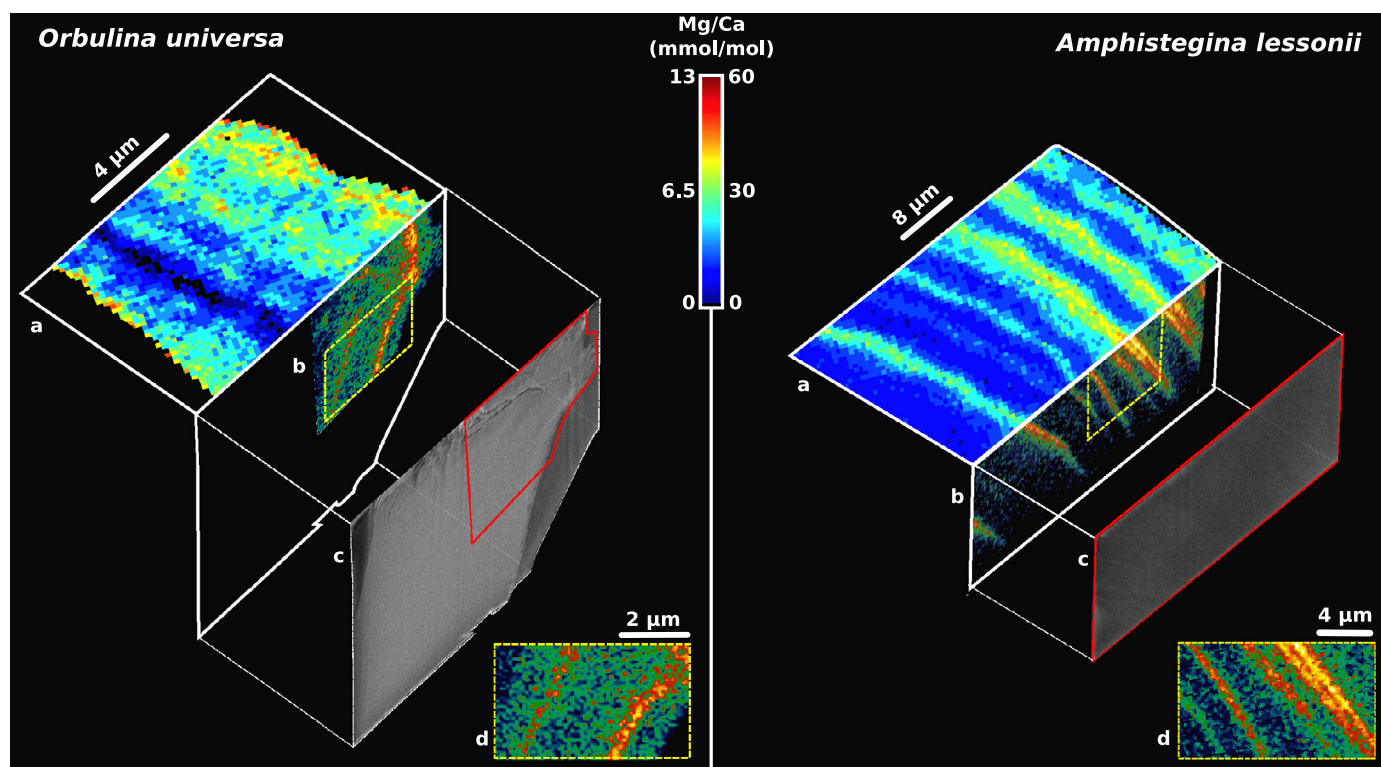 Orbulina universa
Mg/Ca
(mmol/mol)
Amphistegina lessonii
13 60
6.5 30
0 0
4 µm
8 µm
a
b
c
d
2 µm
a
b
c
d
4 µm